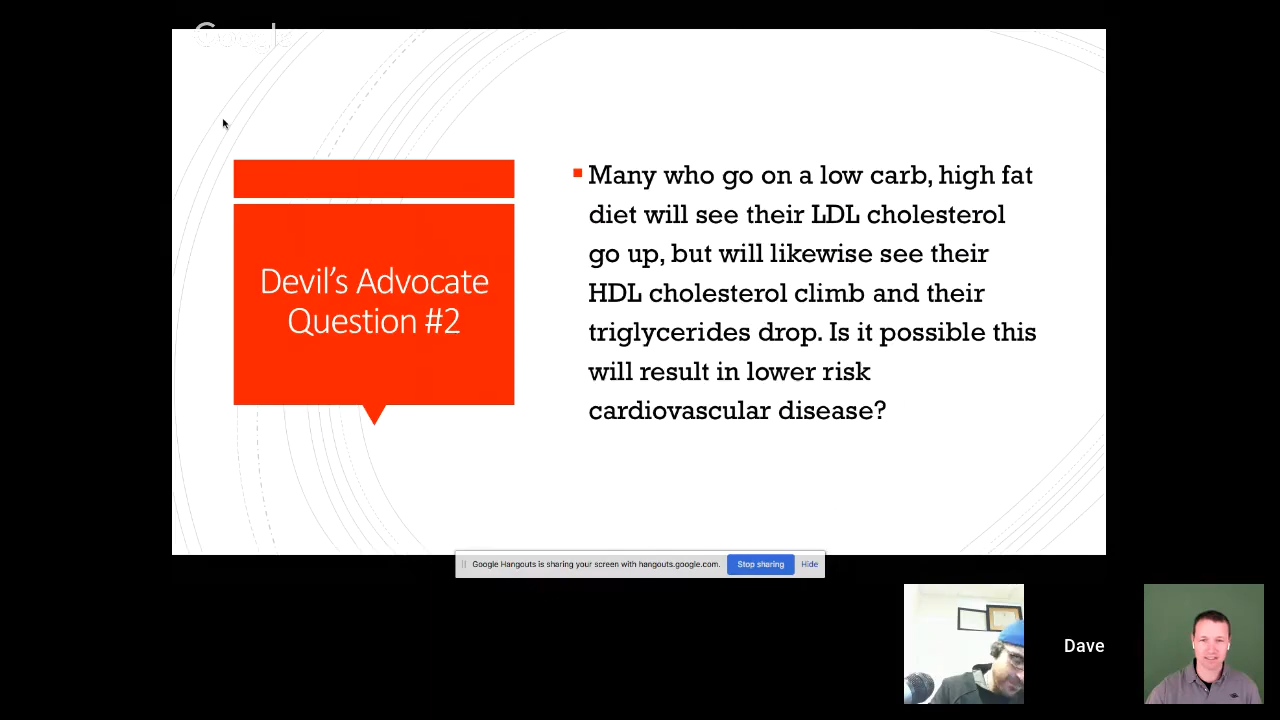 Google
Many who go on a low carb, high fat
diet will see their LDL cholesterol
go up, but will likewise see their
HDL cholesterol climb and their
triglycerides drop. Is it possible this
will result in lower risk
cardiovascular disease?
Devil's Advocate
Question #2
Google Hangouts is sharing your screen with hangouts.google.com.
Stop sharing
Hide
Dave